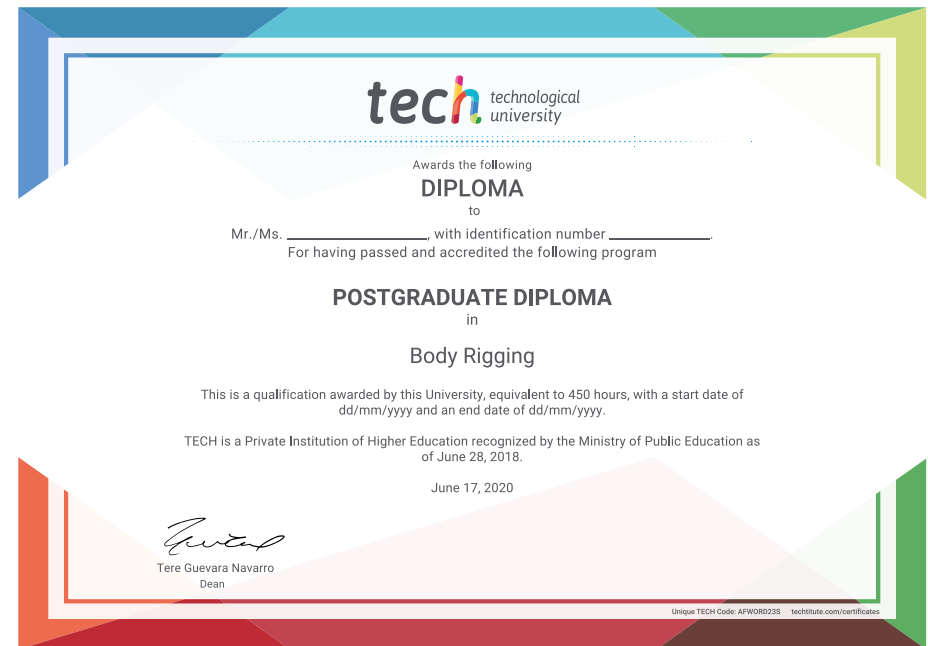 tech technological
university
Awards the following
DIPLOMA
to
Mr./Ms. ____________________, with identification number ______________.
For having passed and accredited the following program
POSTGRADUATE DIPLOMA
in
Body Rigging
This is a qualification awarded by this University, equivalent to 450 hours, with a start date of
dd/mm/yyyy and an end date of dd/mm/yyyy.
TECH is a Private Institution of Higher Education recognized by the Ministry of Public Education as
of June 28, 2018.
June 17, 2020
Tere Guevara Navarro
Dean
Unique TECH Code: AFWORD23S techtitute.com/certificates